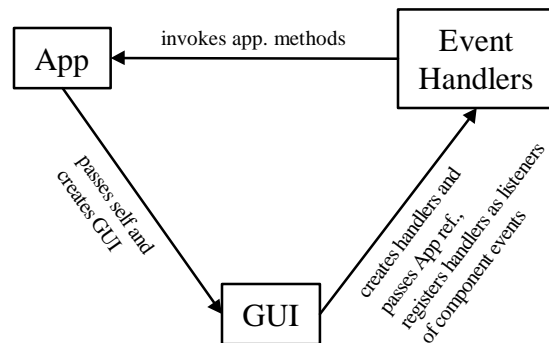 invokes app. methods
App
Event
Handlers
passes self and
creates GUI
creates handlers and
passes App ref.,
registers handlers as listeners
of component events
GUI